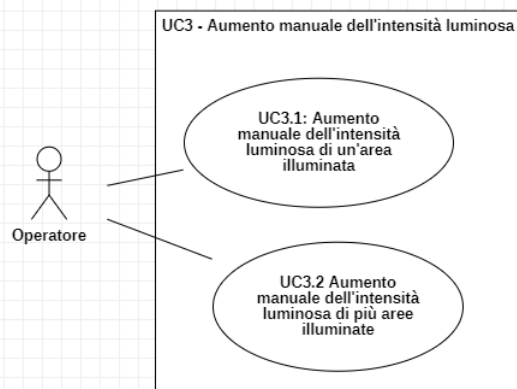 UC3 - Aumento manuale dell'intensità luminosa
UC3.1: Aumento
manuale dell'intensità
luminosa di un'area
illuminata
Operatore
UC3.2 Aumento
manuale dell'intensità
luminosa di più aree
illuminate